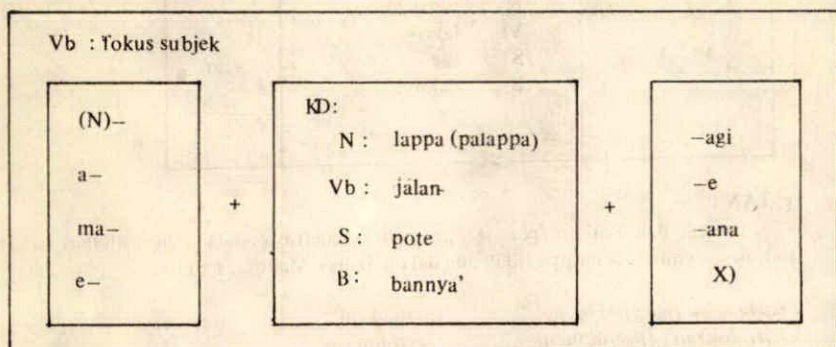 Vb : fokus subjek
(N)–
a–
ma–
e–
+
KD:
N : lappa (palappa)
Vb : jalan
S : pote
B : bannya'
+
–agi
–e
–ana
X)